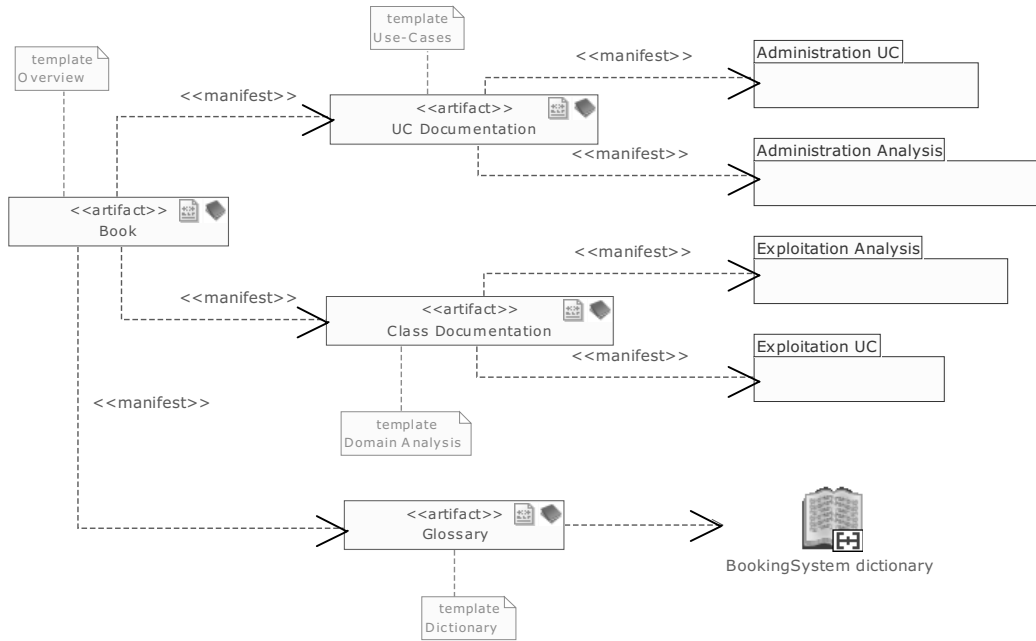 template
Use-Cases
template
Overview
<<manifest>>
Administration UC
<<manifest>>
<<artifact>>
UC Documentation
<<manifest>>
Administration Analysis
<<artifact>>
Book
<<manifest>>
Exploitation Analysis
<<manifest>>
<<artifact>>
Class Documentation
<<manifest>>
Exploitation UC
<<manifest>>
template
Domain Analysis
<<artifact>>
Glossary
BookingSystem dictionary
template
Dictionary